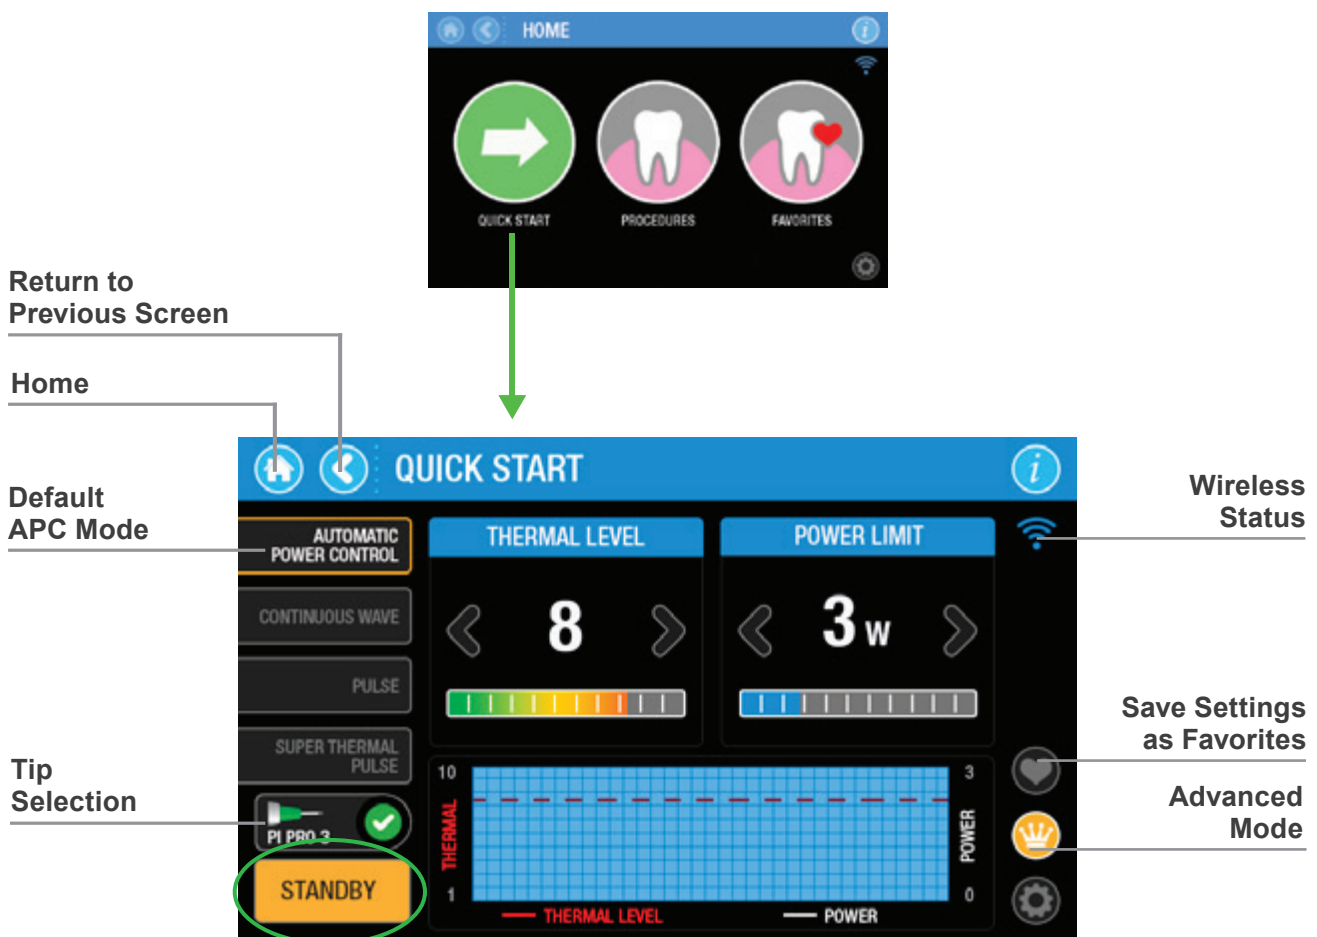 HOME
i
QUICK START
PROCEDURES
FAVORITES
Return to
Previous Screen
Home
Default
APC Mode
Tip
Selection
QUICK START
i
AUTOMATIC
POWER CONTROL
CONTINUOUS WAVE
PULSE
SUPER THERMAL
PULSE
PI PRO 3
STANDBY
THERMAL LEVEL
8
POWER LIMIT
3 W
10
THERMAL
1
3
POWER
0
THERMAL LEVEL
POWER
Wireless
Status
Save Settings
as Favorites
Advanced
Mode